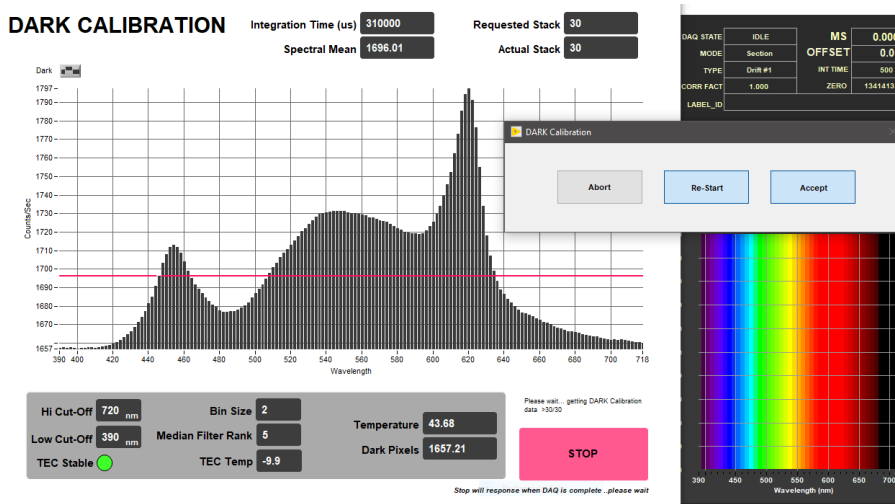 DARK CALIBRATION
Integration Time (us) 310000
Requested Stack 30
Spectral Mean 1696.01
Actual Stack 30
Dark
1797
1790
1780
1770
1760
1750
1740
1730
1720
1710
1700
1690
1680
1670
1657
Counts/Sec
390 400 420 440 460 480 500 520 540 560 580 600 620 640 660 680 700 718
Wavelength
Hi Cut-Off 720 nm
Low Cut-Off 390 nm
TEC Stable
Bin Size 2
Median Filter Rank 5
TEC Temp -9.9
Temperature 43.68
Dark Pixels 1657.21
Please wait... getting DARK Calibration
data >30/30
STOP
Stop will response when DAQ is complete ..please wait
DAQ STATE IDLE MS 0.000
MODE Section OFFSET 0.0
TYPE Drift #1 INT TIME 500
CORR FACT 1.000 ZERO 1341413
LABEL_ID
DARK Calibration
Abort Re-Start Accept
390 450 500 550 600 650 700
Wavelength (nm)